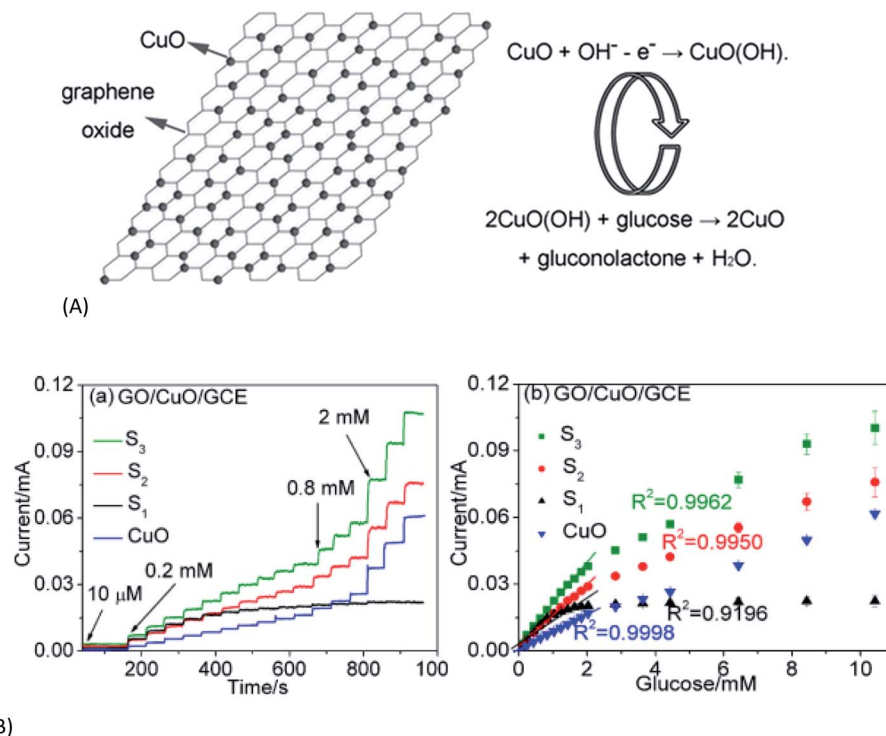 CuO
graphene
oxide
CuO + OH⁻ - e⁻ → CuO(OH).
2CuO(OH) + glucose → 2CuO
+ gluconolactone + H₂O.
(A)
(a) GO/CuO/GCE
S₃
S₂
S₁
CuO
10 μM
0.2 mM
0.8 mM
2 mM
0.12
0.09
0.06
0.03
0.00
Current/mA
200 400 600 800 1000
Time/s
(b) GO/CuO/GCE
S₃
S₂
S₁
CuO
R²=0.9962
R²=0.9950
R²=0.9196
R²=0.9998
0.12
0.09
0.06
0.03
0.00
Current/mA
0 2 4 6 8 10
Glucose/mM
3)